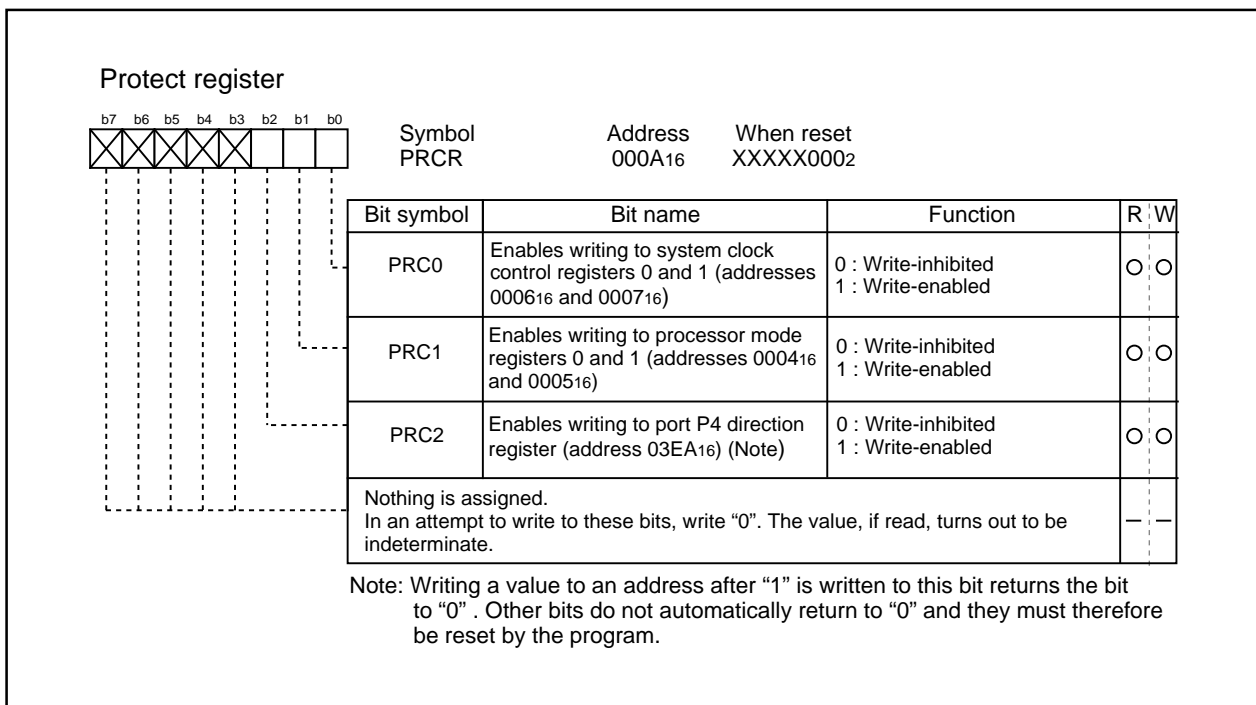 Protect register
b7 b6 b5 b4 b3 b2 b1 b0
Symbol Address When reset
PRCR 000A16 XXXXX0002
Bit symbol Bit name Function R W
PRC0
Enables writing to system clock
control registers 0 and 1 (addresses
000616 and 000716)
0 : Write-inhibited
1 : Write-enabled
PRC1
Enables writing to processor mode
registers 0 and 1 (addresses 000416
and 000516)
0 : Write-inhibited
1 : Write-enabled
PRC2
Enables writing to port P4 direction
register (address 03EA16) (Note)
0 : Write-inhibited
1 : Write-enabled
Nothing is assigned.
In an attempt to write to these bits, write “0”. The value, if read, turns out to be
indeterminate.
Note: Writing a value to an address after “1” is written to this bit returns the bit
to “0” . Other bits do not automatically return to “0” and they must therefore
be reset by the program.